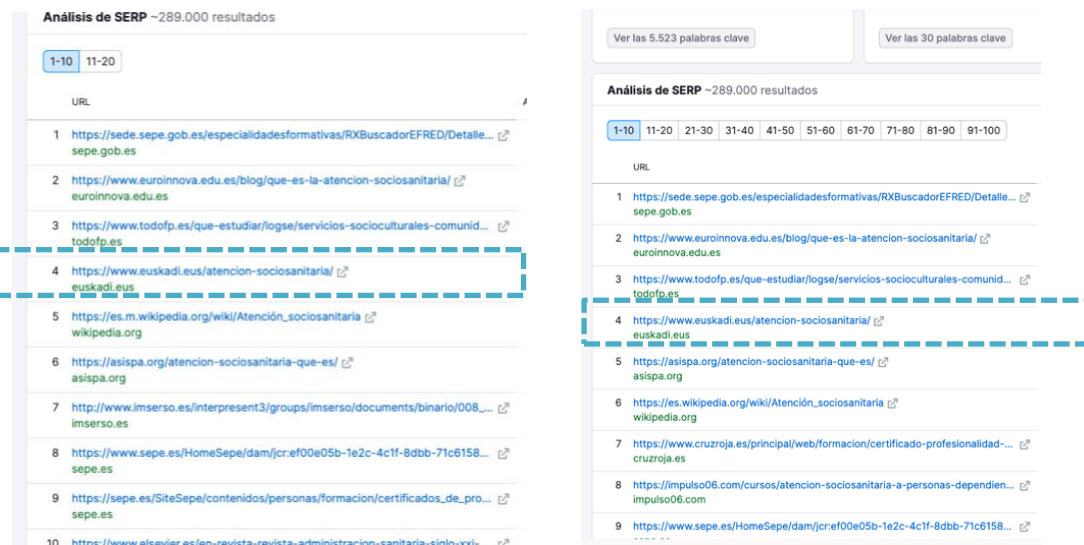 Análisis de SERP ~289.000 resultados
1-10 11-20
URL
1 https://sede.sepe.gob.es/especialidadesformativas/RXBuscadorEFRED/Detalle...
sepe.gob.es
2 https://www.euroinnova.edu.es/blog/que-es-la-atencion-sociosanitaria/
euroinnova.edu.es
3 https://www.todofp.es/que-estudiar/logse/servicios-socioculturales-comunid...
todofp.es
4 https://www.euskadi.eus/atencion-sociosanitaria/
euskadi.eus
5 https://es.m.wikipedia.org/wiki/Atención_sociosanitaria
wikipedia.org
6 https://asispa.org/atencion-sociosanitaria-que-es/
asispa.org
7 http://www.imserso.es/interpresent3/groups/imserso/documents/binario/008_...
imserso.es
8 https://www.sepe.es/HomeSepe/dam/jcr:ef00e05b-1e2c-4c1f-8dbb-71c6158...
sepe.es
9 https://sepe.es/SiteSepe/contenidos/personas/formacion/certificados_de_pro...
sepe.es
10 https://www.elsevier.es/en-revista-revista-administracion-sanitaria-siglo-xxi-
Ver las 5.523 palabras clave
Ver las 30 palabras clave
Análisis de SERP ~289.000 resultados
1-10 11-20 21-30 31-40 41-50 51-60 61-70 71-80 81-90 91-100
URL
1 https://sede.sepe.gob.es/especialidadesformativas/RXBuscadorEFRED/Detalle...
sepe.gob.es
2 https://www.euroinnova.edu.es/blog/que-es-la-atencion-sociosanitaria/
euroinnova.edu.es
3 https://www.todofp.es/que-estudiar/logse/servicios-socioculturales-comunid...
todofp.es
4 https://www.euskadi.eus/atencion-sociosanitaria/
euskadi.eus
5 https://asispa.org/atencion-sociosanitaria-que-es/
asispa.org
6 https://es.wikipedia.org/wiki/Atención_sociosanitaria
wikipedia.org
7 https://www.cruzroja.es/principal/web/formacion/certificado-profesionalidad-...
cruzroja.es
8 https://impulso06.com/cursos/atencion-sociosanitaria-a-personas-dependien...
impulso06.com
9 https://www.sepe.es/HomeSepe/dam/jcr:ef00e05b-1e2c-4c1f-8dbb-71c6158...